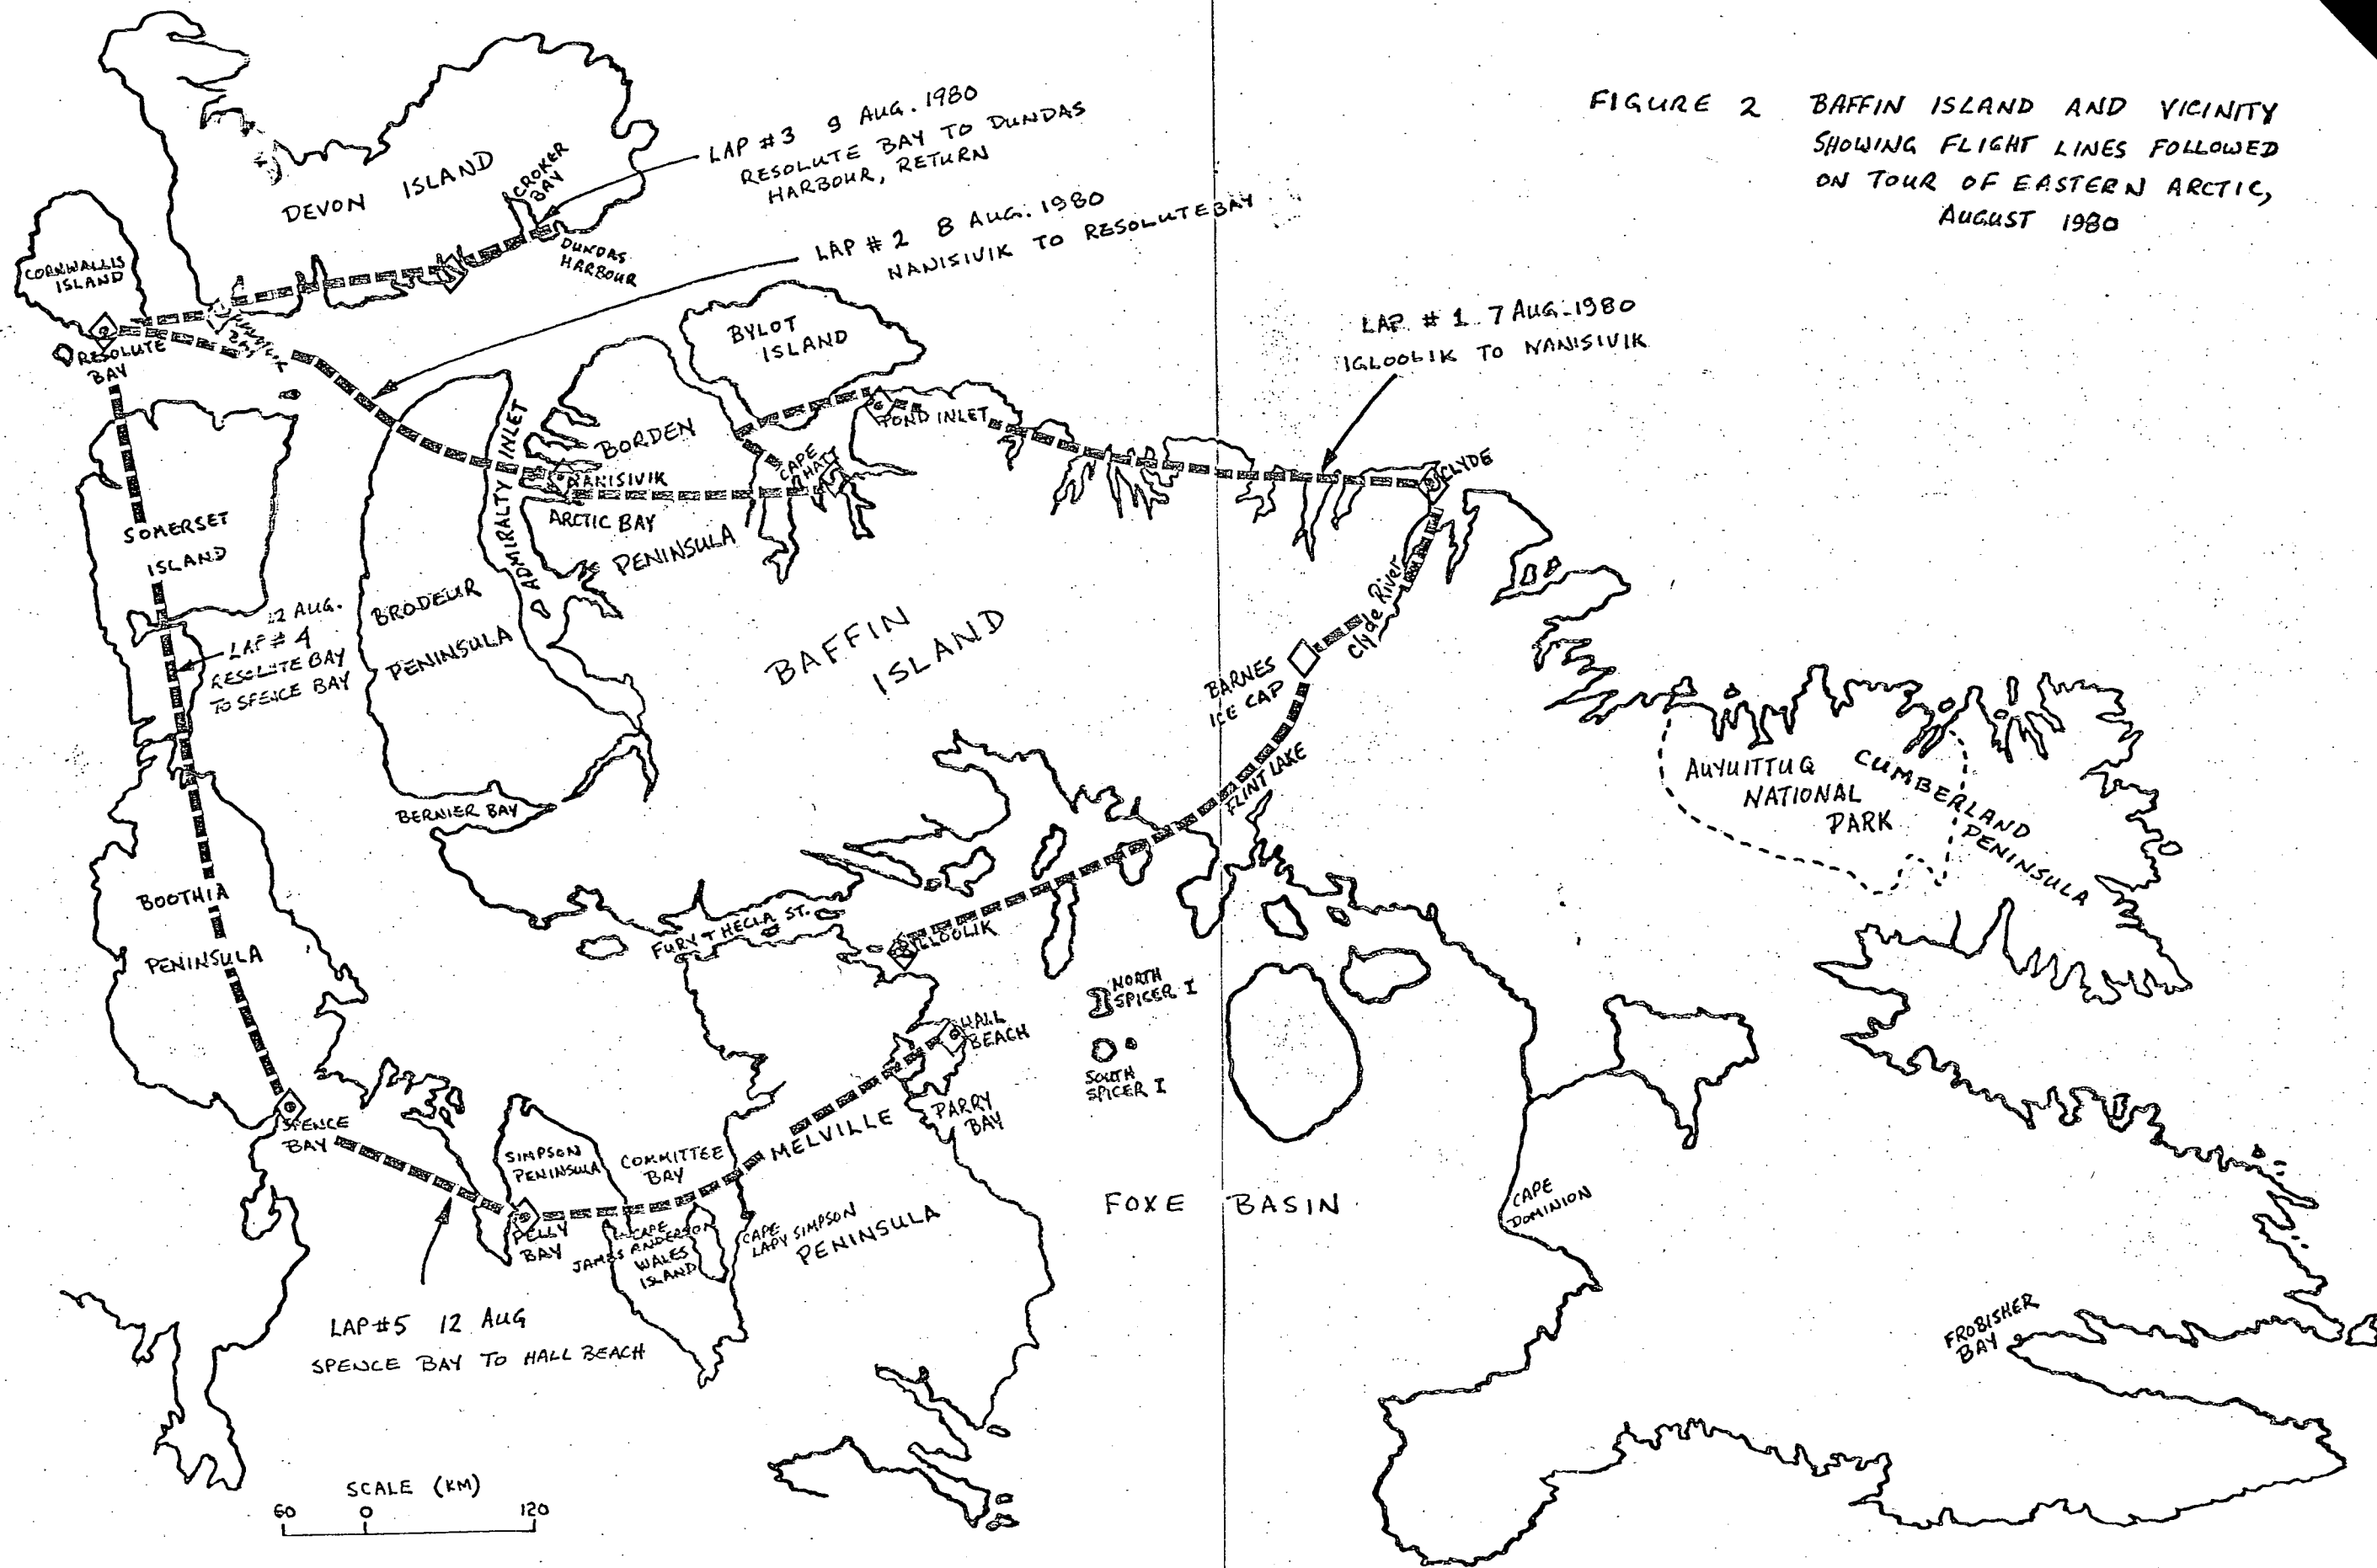 FIGURE 2 BAFFIN ISLAND AND VICINITY
SHOWING FLIGHT LINES FOLLOWED
ON TOUR OF EASTERN ARCTIC,
AUGUST 1980
LAP #3 9 AUG. 1980
RESOLUTE BAY TO DUNDAS
HARBOUR, RETURN
LAP #2 8 AUG. 1980
NANISIVIK TO RESOLUTE BAY
LAP #1 7 AUG. 1980
IGLOOLIK TO NANISIVIK
DEVON ISLAND
CROKER
BAY
DUNDAS
HARBOUR
CORNWALLIS
ISLAND
RESOLUTE
BAY
BYLOT
ISLAND
POND INLET
BORDEN
PENINSULA
CAPE
HATT
NANISIVIK
ARCTIC BAY
ADMIRALTY INLET
CLYDE
Clyde River
BARNES
ICE CAP
FLINT LAKE
SOMERSET
ISLAND
12 AUG.
LAP #4
RESOLUTE BAY
TO SPENCE BAY
BRODEUR
PENINSULA
BAFFIN
ISLAND
BERNIER BAY
AUYUITTUQ
NATIONAL
PARK
CUMBERLAND
PENINSULA
BOOTHIA
PENINSULA
FURY & HECLA ST.
NORTH
SPICER I
SOUTH
SPICER I
HALL
BEACH
PARRY
BAY
SPENCE
BAY
SIMPSON
PENINSULA
COMMITTEE
BAY
MELVILLE
PENINSULA
PELLY
BAY
CAPE
JAMES ANDERSON
WALES
ISLAND
CAPE
LADY SIMPSON
FOXE BASIN
CAPE
DOMINION
FROBISHER
BAY
LAP #5 12 AUG
SPENCE BAY TO HALL BEACH
SCALE (KM)
60 0 120